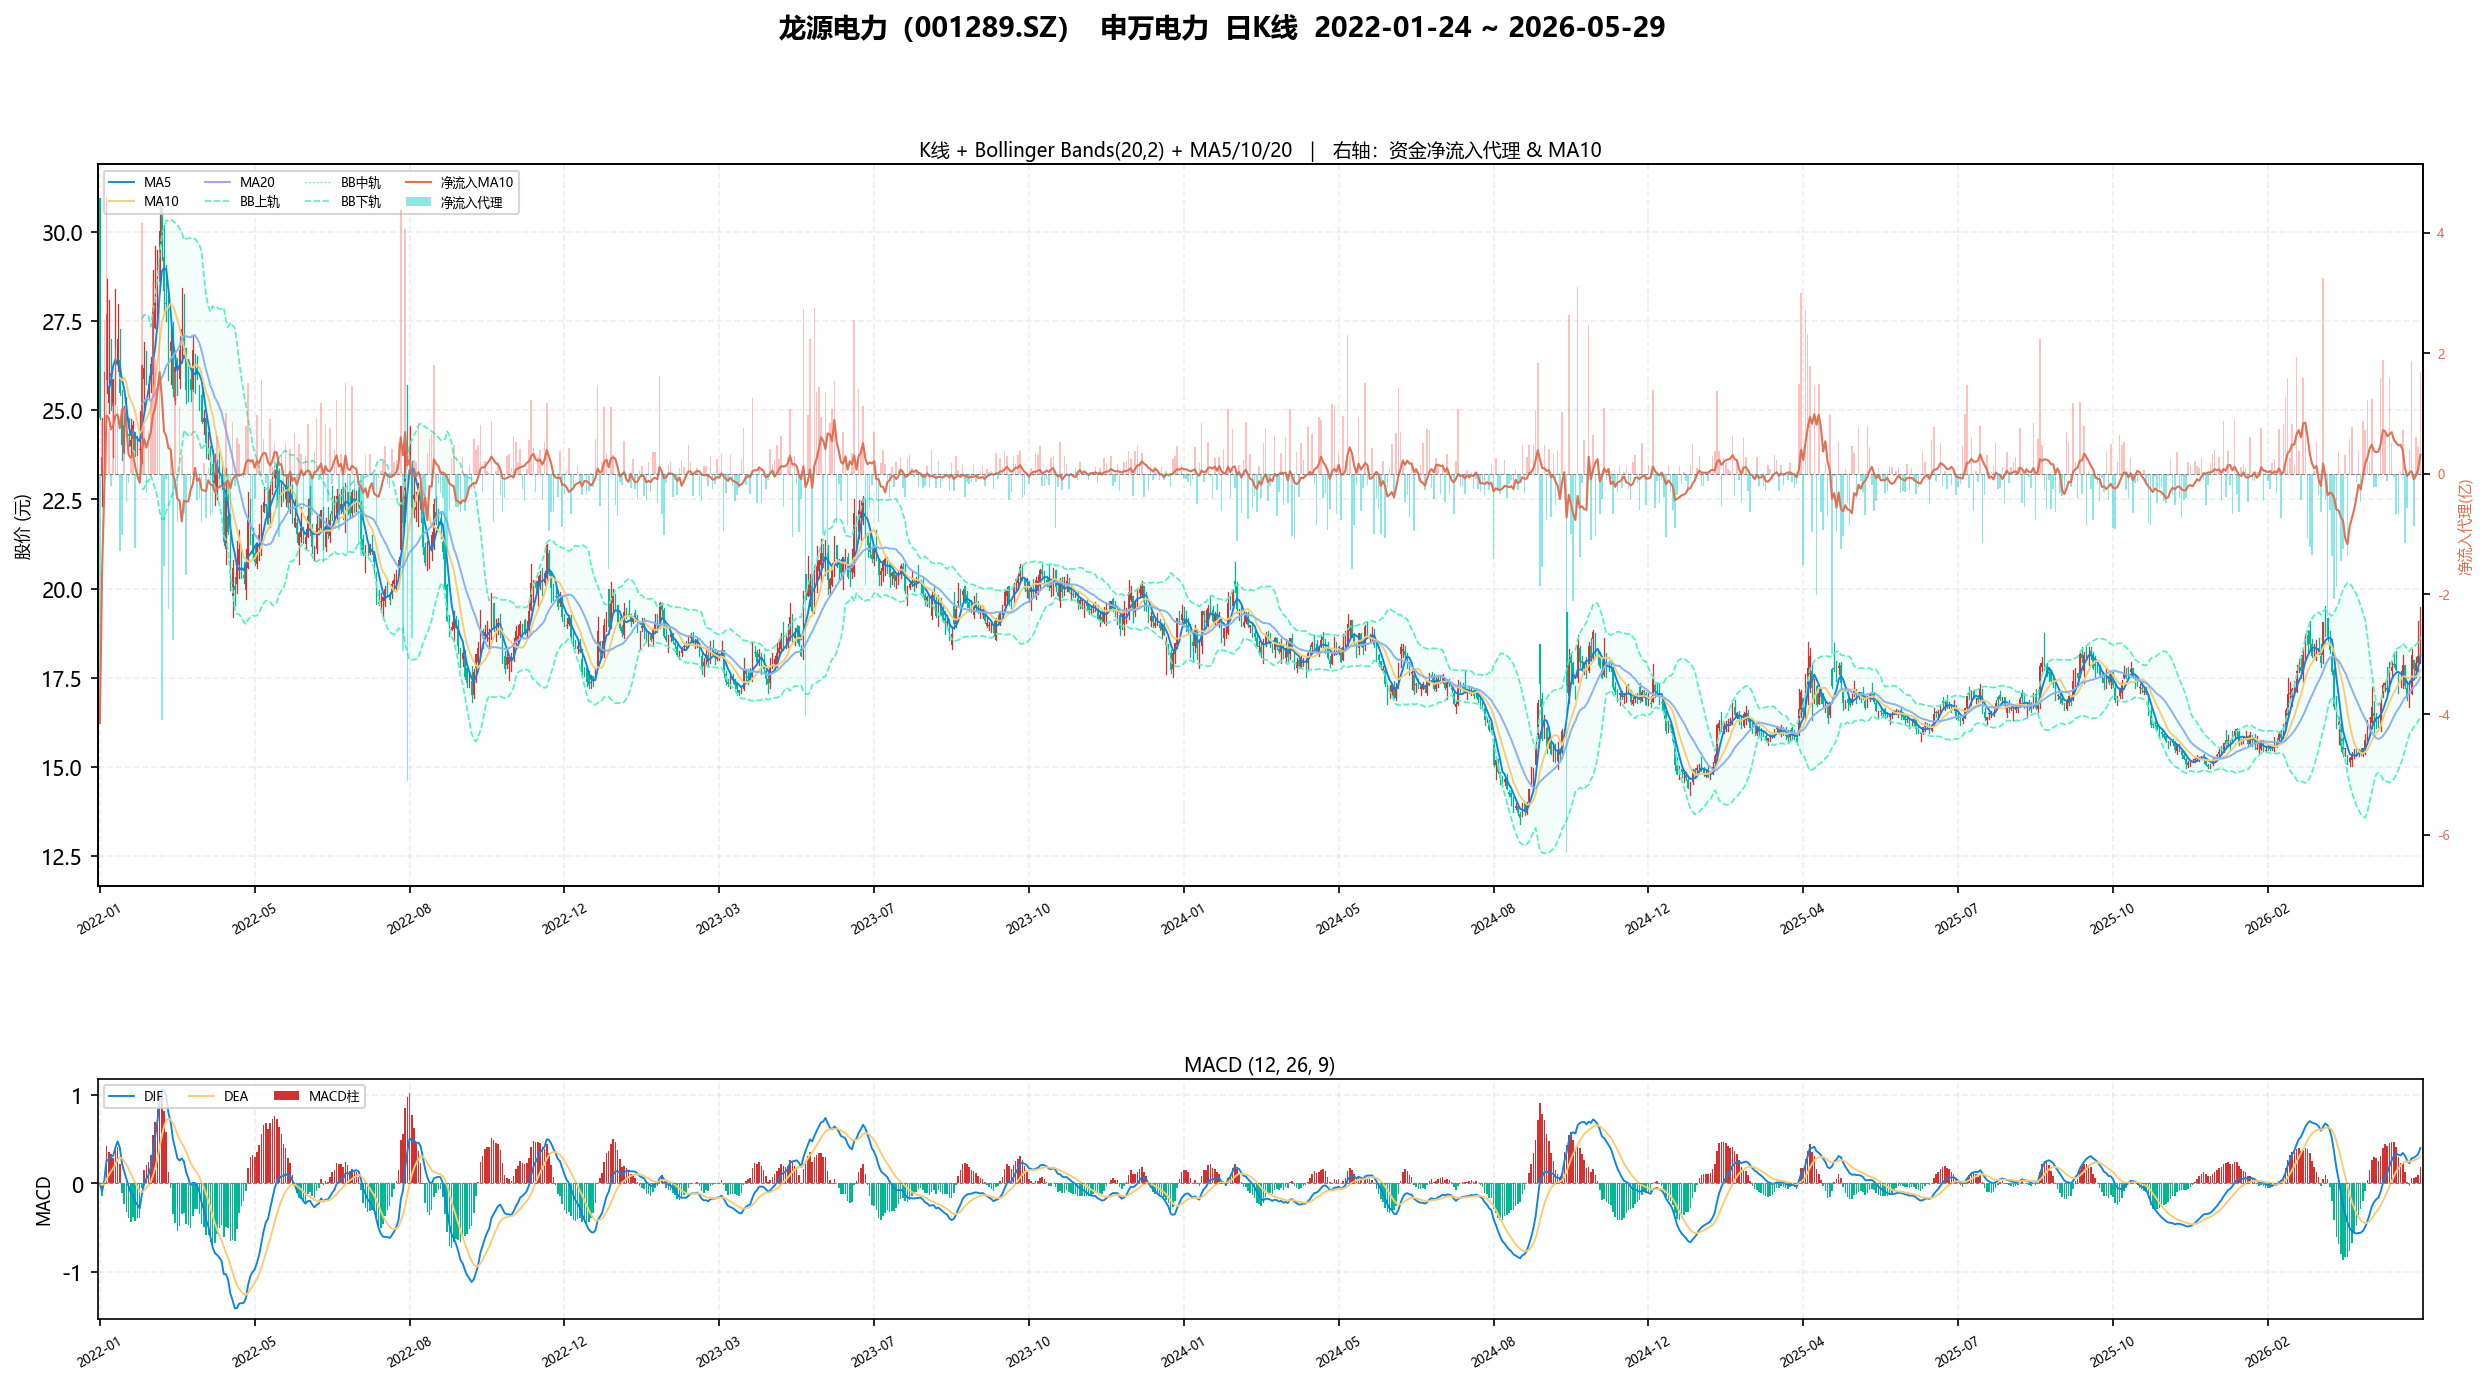 龙源电力（001289.SZ） 申万电力 日K线 2022-01-24 ~ 2026-05-29
K线 + Bollinger Bands(20,2) + MA5/10/20 | 右轴：资金净流入代理 & MA10
MA5 MA20 BB中轨 净流入MA10
MA10 BB上轨 BB下轨 净流入代理
股价 (元)
30.0
27.5
25.0
22.5
20.0
17.5
15.0
12.5
4
2
0
-2
-4
-6
净流入代理(亿)
2022-01 2022-05 2022-08 2022-12 2023-03 2023-07 2023-10 2024-01 2024-05 2024-08 2024-12 2025-04 2025-07 2025-10 2026-02
MACD (12, 26, 9)
DIF DEA MACD柱
MACD
1
0
-1
2022-01 2022-05 2022-08 2022-12 2023-03 2023-07 2023-10 2024-01 2024-05 2024-08 2024-12 2025-04 2025-07 2025-10 2026-02